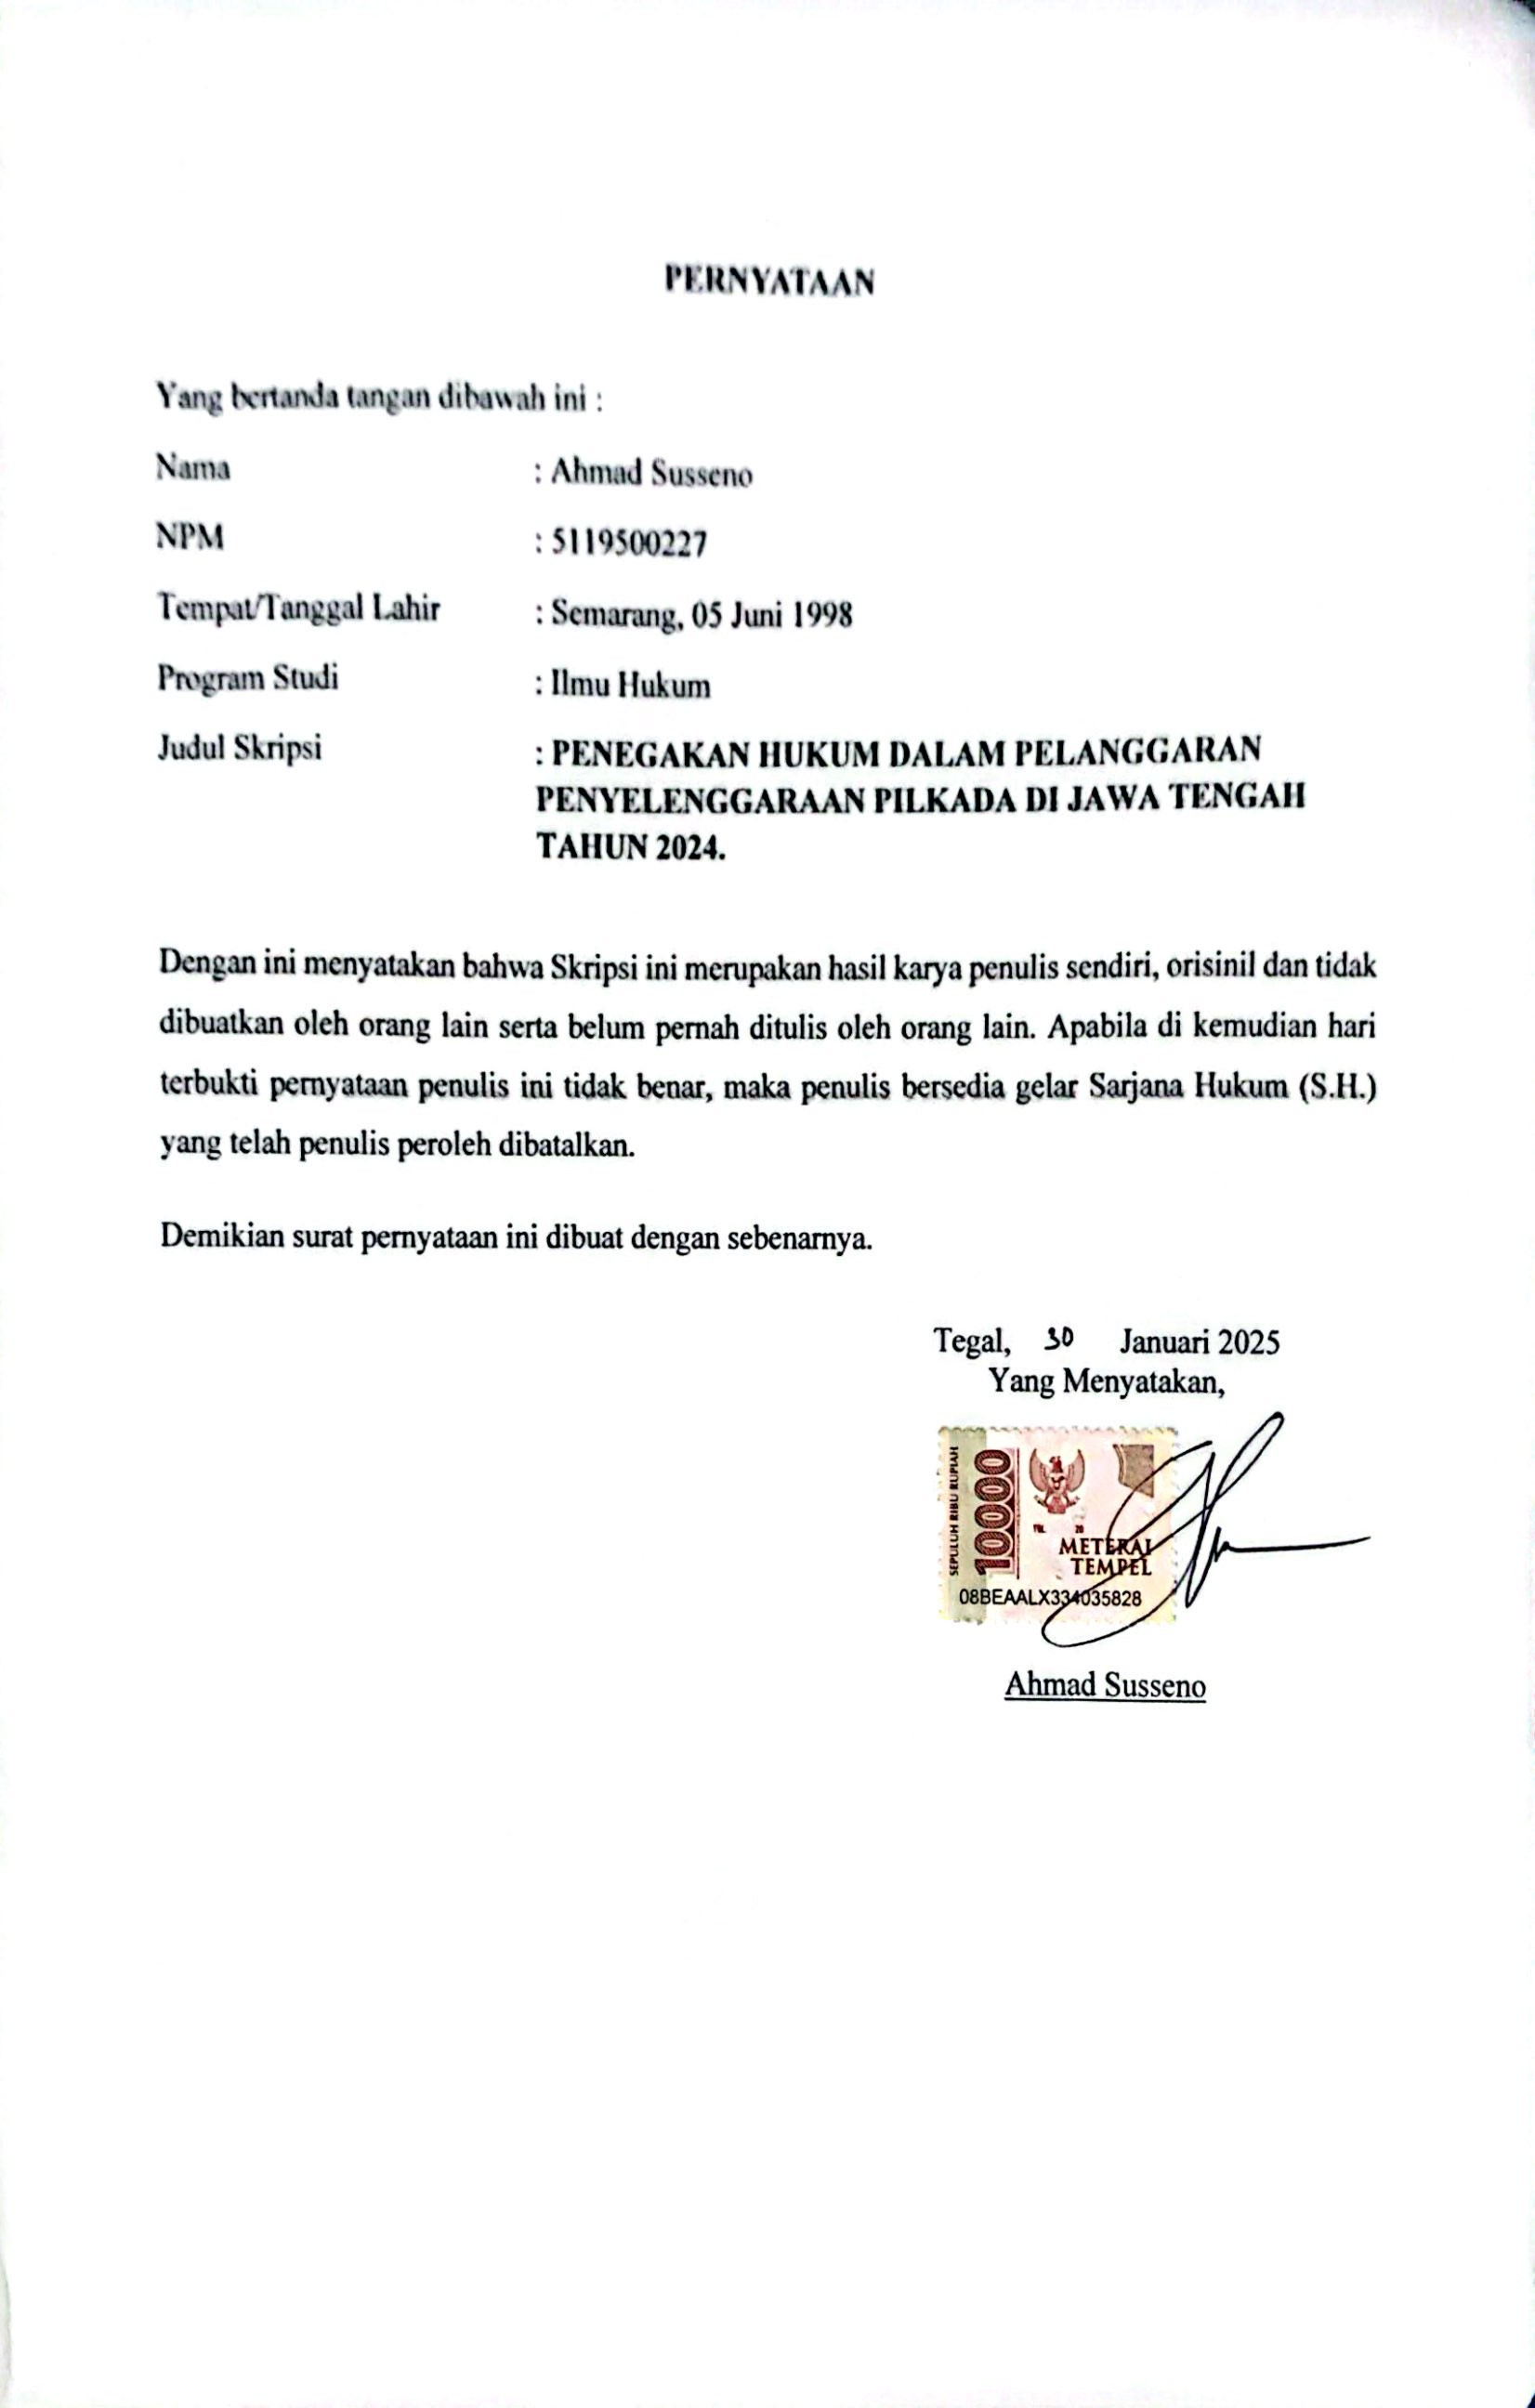 PERNYATAAN
Yang bertanda tangan dibawah ini :
Nama : Ahmad Susseno
NPM : 5119500227
Tempat/Tanggal Lahir : Semarang, 05 Juni 1998
Program Studi : Ilmu Hukum
Judul Skripsi : PENEGAKAN HUKUM DALAM PELANGGARAN
PENYELENGGARAAN PILKADA DI JAWA TENGAH
TAHUN 2024.
Dengan ini menyatakan bahwa Skripsi ini merupakan hasil karya penulis sendiri, orisinil dan tidak
dibuatkan oleh orang lain serta belum pernah ditulis oleh orang lain. Apabila di kemudian hari
terbukti pernyataan penulis ini tidak benar, maka penulis bersedia gelar Sarjana Hukum (S.H.)
yang telah penulis peroleh dibatalkan.
Demikian surat pernyataan ini dibuat dengan sebenarnya.
Tegal, 30 Januari 2025
Yang Menyatakan,
SEPULUH RIBU RUPIAH
10000
TGL. 20
METERAI
TEMPEL
08BEAALX334035828
Ahmad Susseno